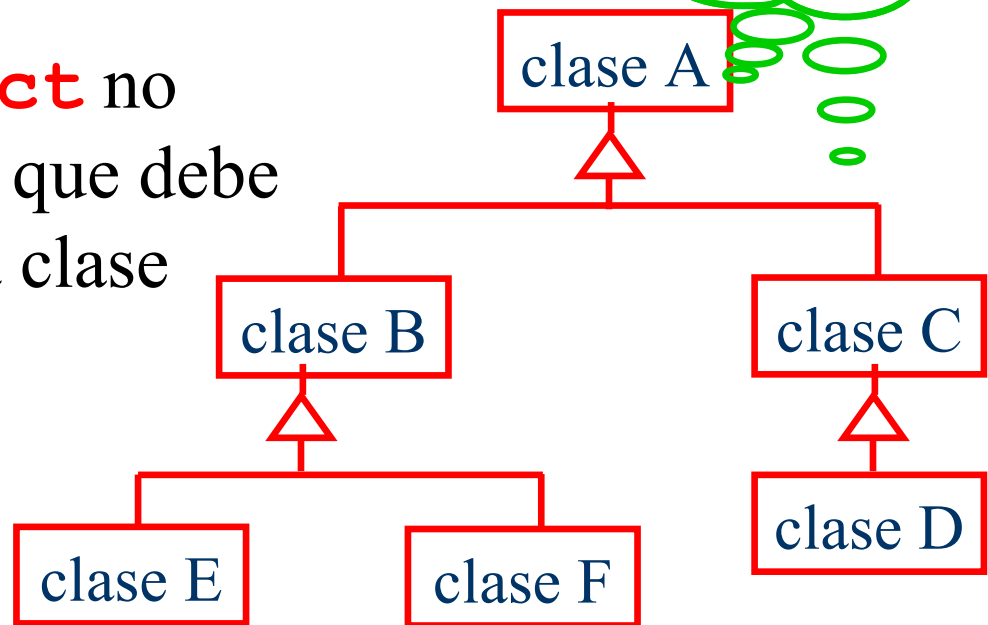 ct no
que debe
clase
clase A
clase B
clase C
clase E
clase F
clase D